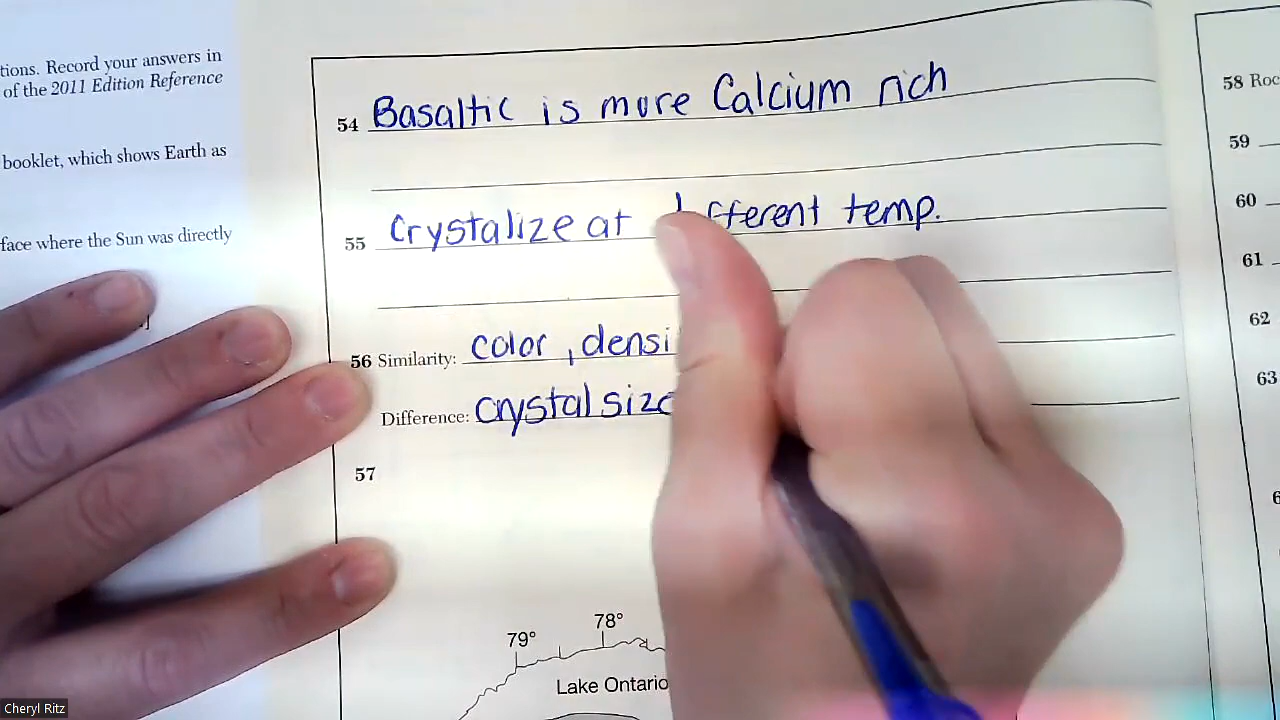 tions. Record your answers in
of the 2011 Edition Reference
booklet, which shows Earth as
face where the Sun was directly
54 Basaltic is more Calcium rich
55 Crystalize at different temp.
56 Similarity: color, densi
Difference: crystal size
57
79° 78°
Lake Ontario
58 Roc
59
60
61
62
63
Cheryl Ritz